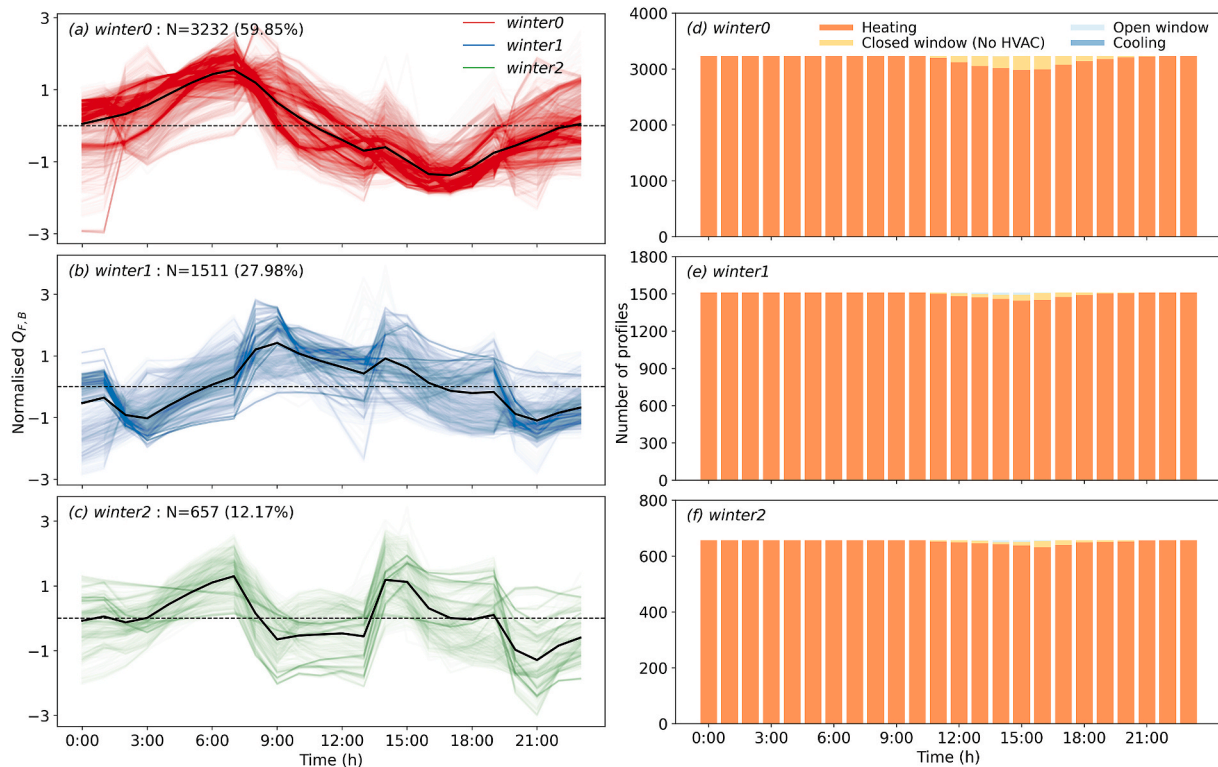 (a) winter0 : N=3232 (59.85%)
winter0
winter1
winter2
3
1
−1
−3
(b) winter1 : N=1511 (27.98%)
3
1
−1
−3
Normalised Q_{F,B}
(c) winter2 : N=657 (12.17%)
3
1
−1
−3
0:00 3:00 6:00 9:00 12:00 15:00 18:00 21:00
Time (h)
(d) winter0
Heating
Open window
Closed window (No HVAC)
Cooling
4000
3000
2000
1000
0
(e) winter1
1800
1500
1200
900
600
300
0
Number of profiles
(f) winter2
800
600
400
200
0
0:00 3:00 6:00 9:00 12:00 15:00 18:00 21:00
Time (h)